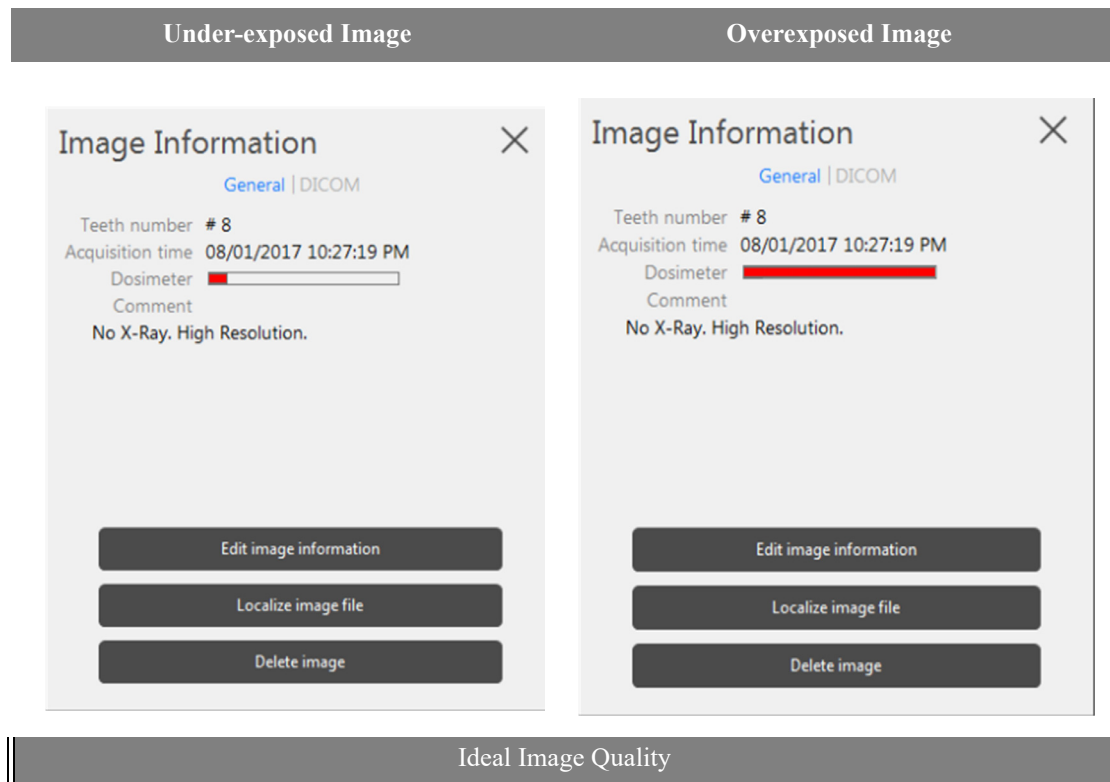 Under-exposed Image
Overexposed Image
Image Information
General | DICOM
Teeth number # 8
Acquisition time 08/01/2017 10:27:19 PM
Dosimeter
Comment
No X-Ray. High Resolution.
Edit image information
Localize image file
Delete image
Image Information
General | DICOM
Teeth number # 8
Acquisition time 08/01/2017 10:27:19 PM
Dosimeter
Comment
No X-Ray. High Resolution.
Edit image information
Localize image file
Delete image
Ideal Image Quality